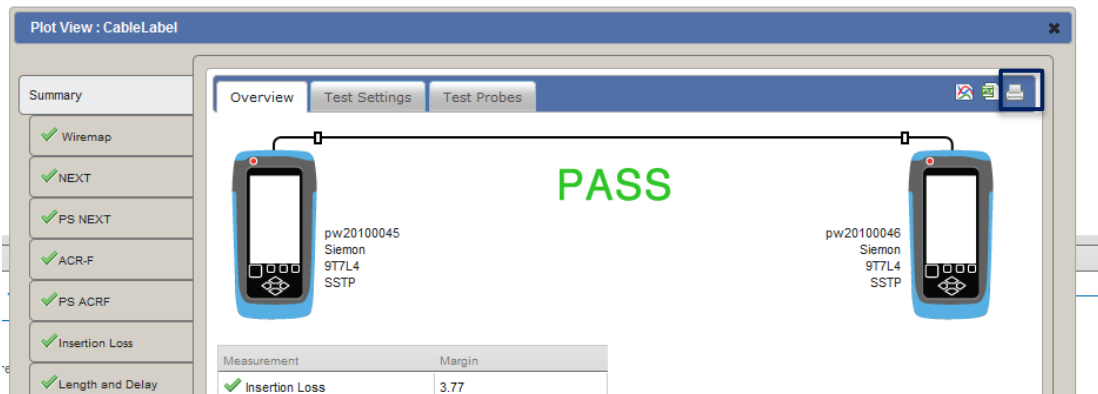 Plot View : CableLabel
Summary
Wiremap
NEXT
PS NEXT
ACR-F
PS ACRF
Insertion Loss
Length and Delay
Overview
Test Settings
Test Probes
PASS
pw20100045
Siemon
9T7L4
SSTP
pw20100046
Siemon
9T7L4
SSTP
Measurement Margin
Insertion Loss 3.77